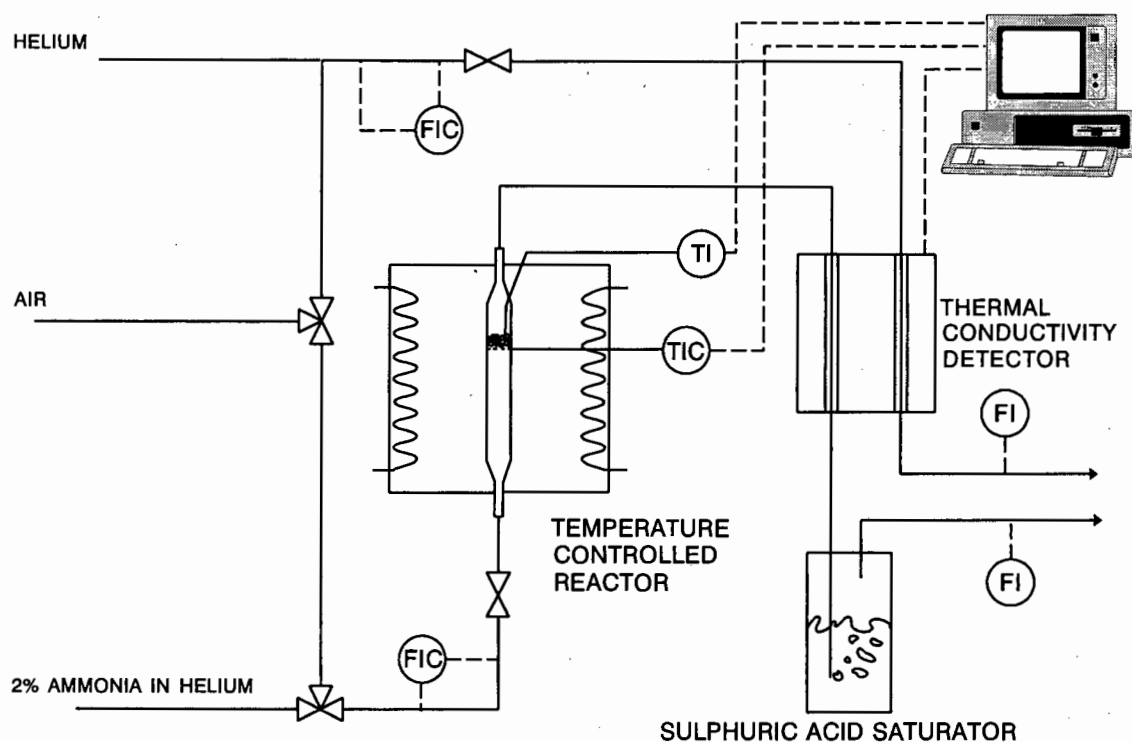 HELIUM
FIC
TI
AIR
TIC
THERMAL
CONDUCTIVITY
DETECTOR
FI
TEMPERATURE
CONTROLLED
REACTOR
FI
FIC
2% AMMONIA IN HELIUM
SULPHURIC ACID SATURATOR